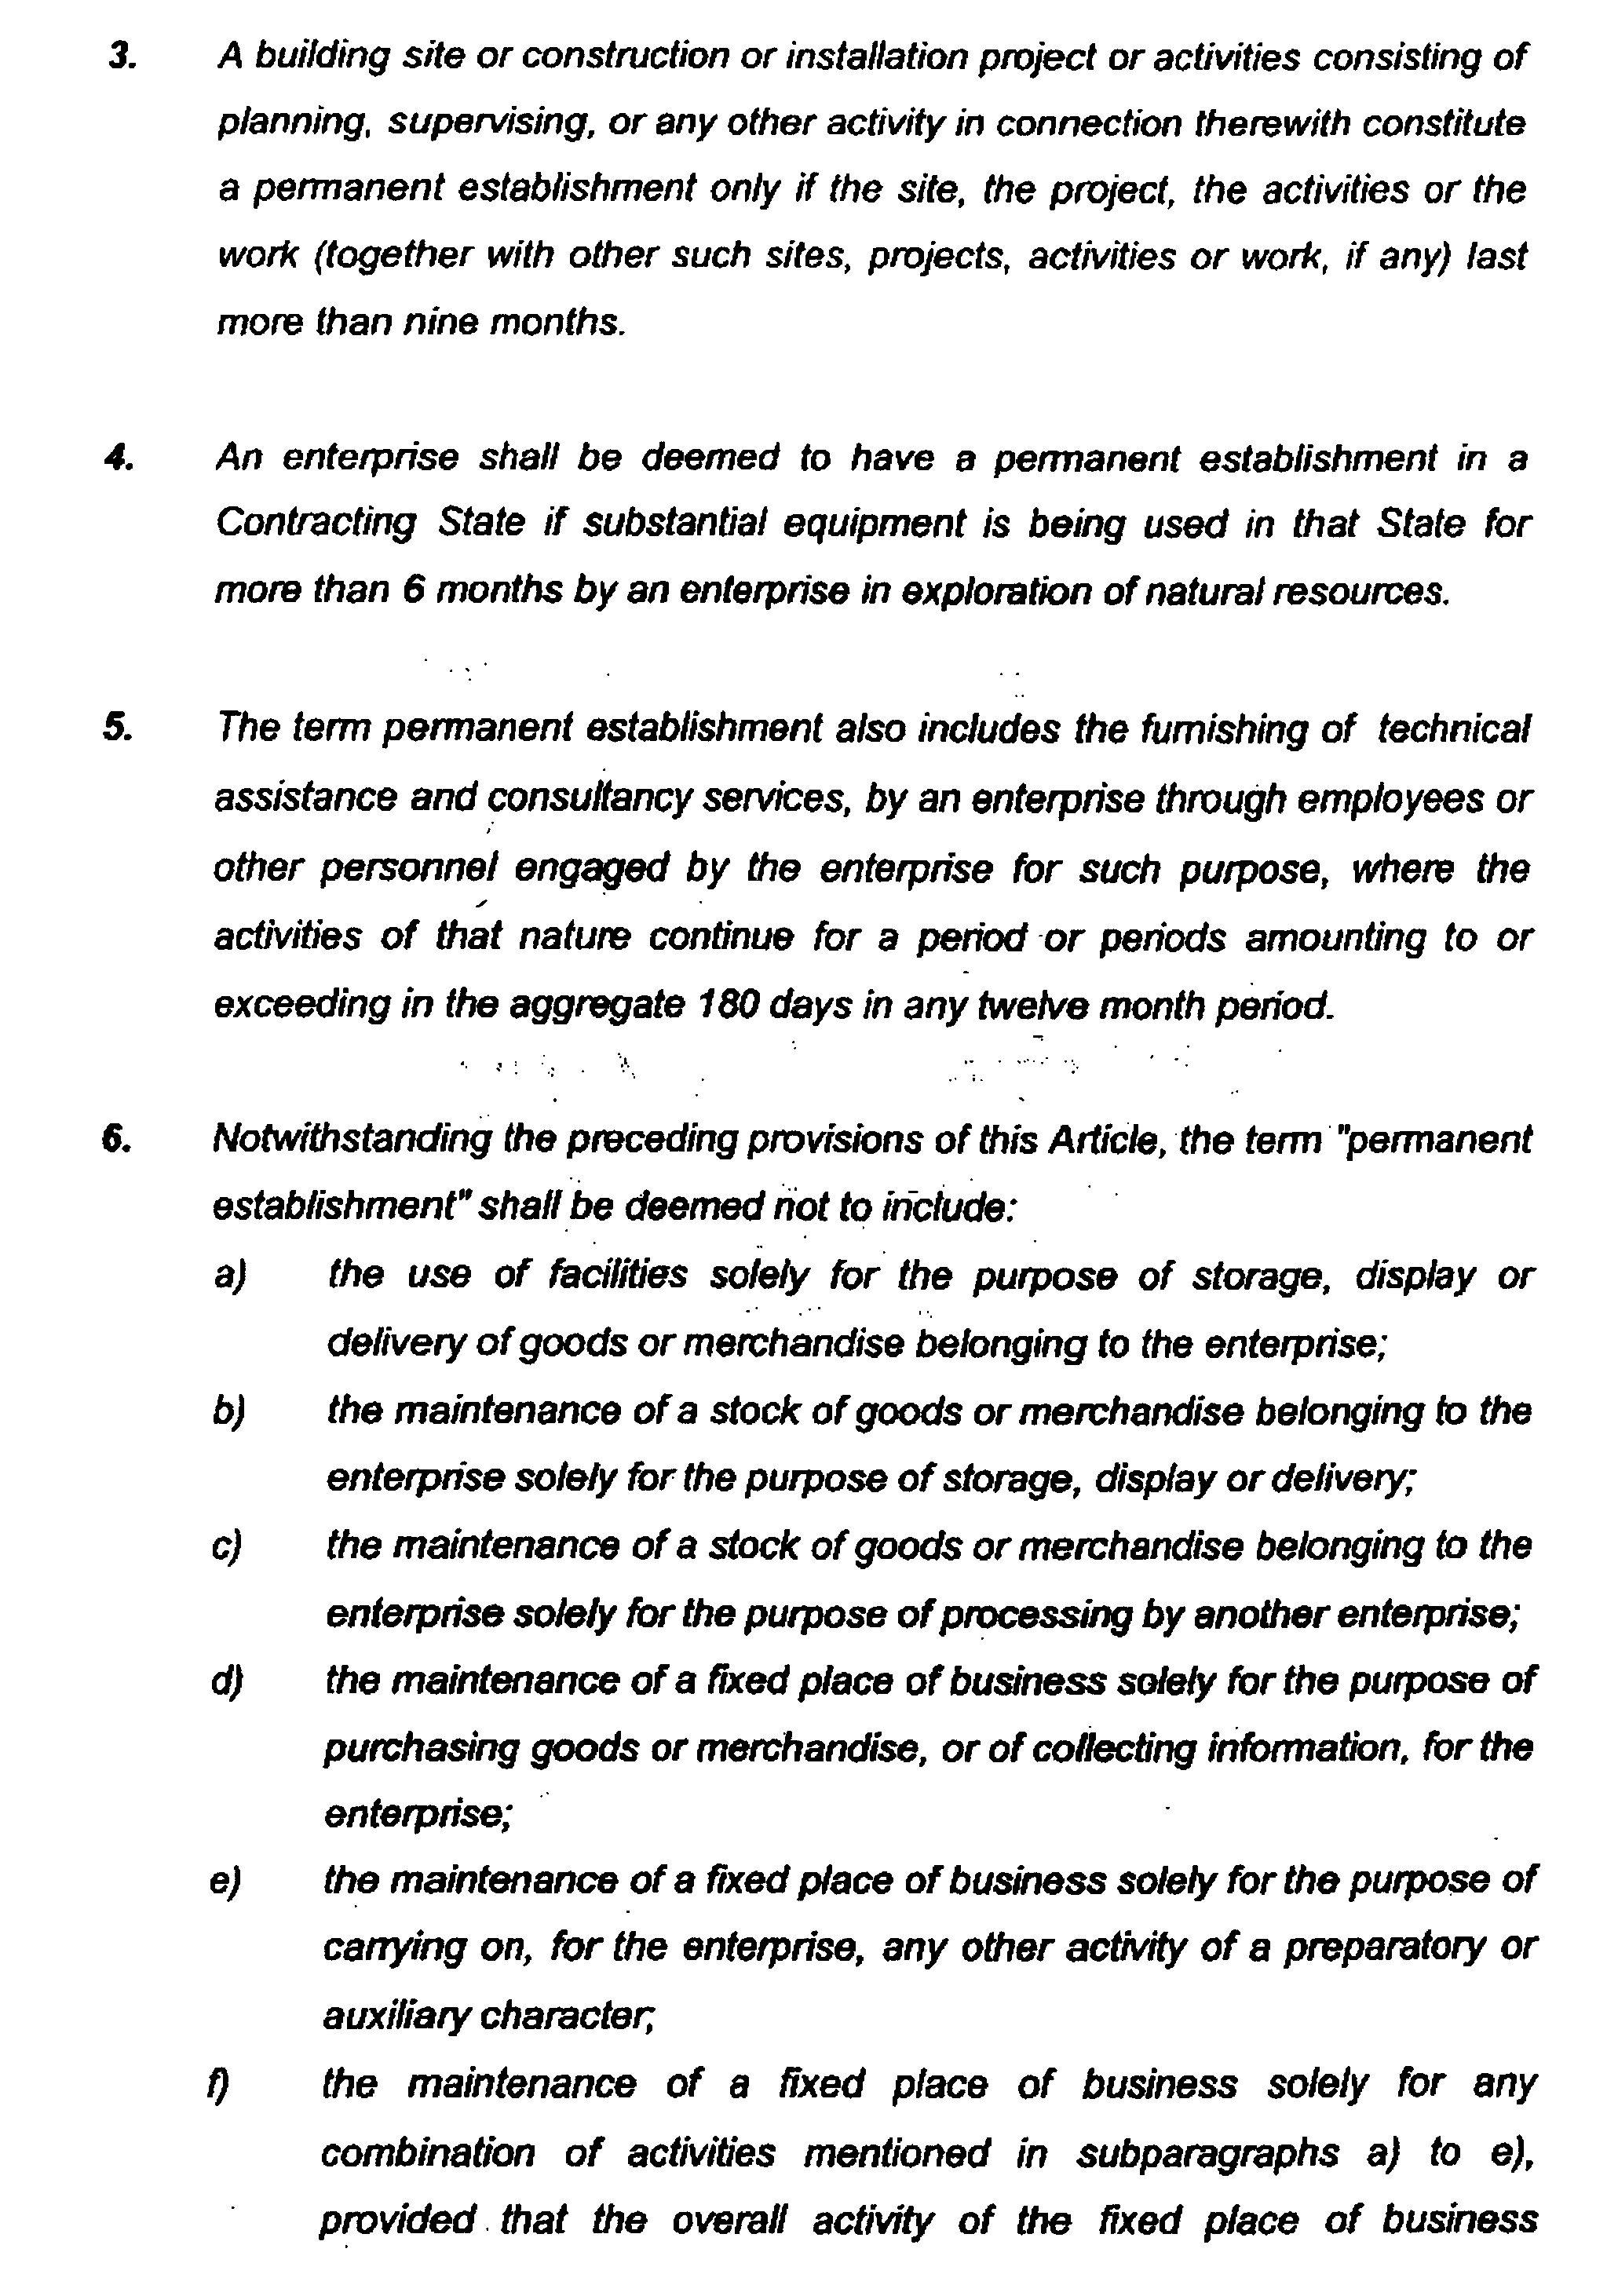 3. A building site or construction or installation project or activities consisting of
planning, supervising, or any other activity in connection therewith constitute
a permanent establishment only if the site, the project, the activities or the
work (together with other such sites, projects, activities or work, if any) last
more than nine months.
4. An enterprise shall be deemed to have a permanent establishment in a
Contracting State if substantial equipment is being used in that State for
more than 6 months by an enterprise in exploration of natural resources.
5. The term permanent establishment also includes the furnishing of technical
assistance and consultancy services, by an enterprise through employees or
other personnel engaged by the enterprise for such purpose, where the
activities of that nature continue for a period or periods amounting to or
exceeding in the aggregate 180 days in any twelve month period.
6. Notwithstanding the preceding provisions of this Article, the term "permanent
establishment" shall be deemed not to include:
a) the use of facilities solely for the purpose of storage, display or
delivery of goods or merchandise belonging to the enterprise;
b) the maintenance of a stock of goods or merchandise belonging to the
enterprise solely for the purpose of storage, display or delivery;
c) the maintenance of a stock of goods or merchandise belonging to the
enterprise solely for the purpose of processing by another enterprise;
d) the maintenance of a fixed place of business solely for the purpose of
purchasing goods or merchandise, or of collecting information, for the
enterprise;
e) the maintenance of a fixed place of business solely for the purpose of
carrying on, for the enterprise, any other activity of a preparatory or
auxiliary character;
f) the maintenance of a fixed place of business solely for any
combination of activities mentioned in subparagraphs a) to e),
provided that the overall activity of the fixed place of business